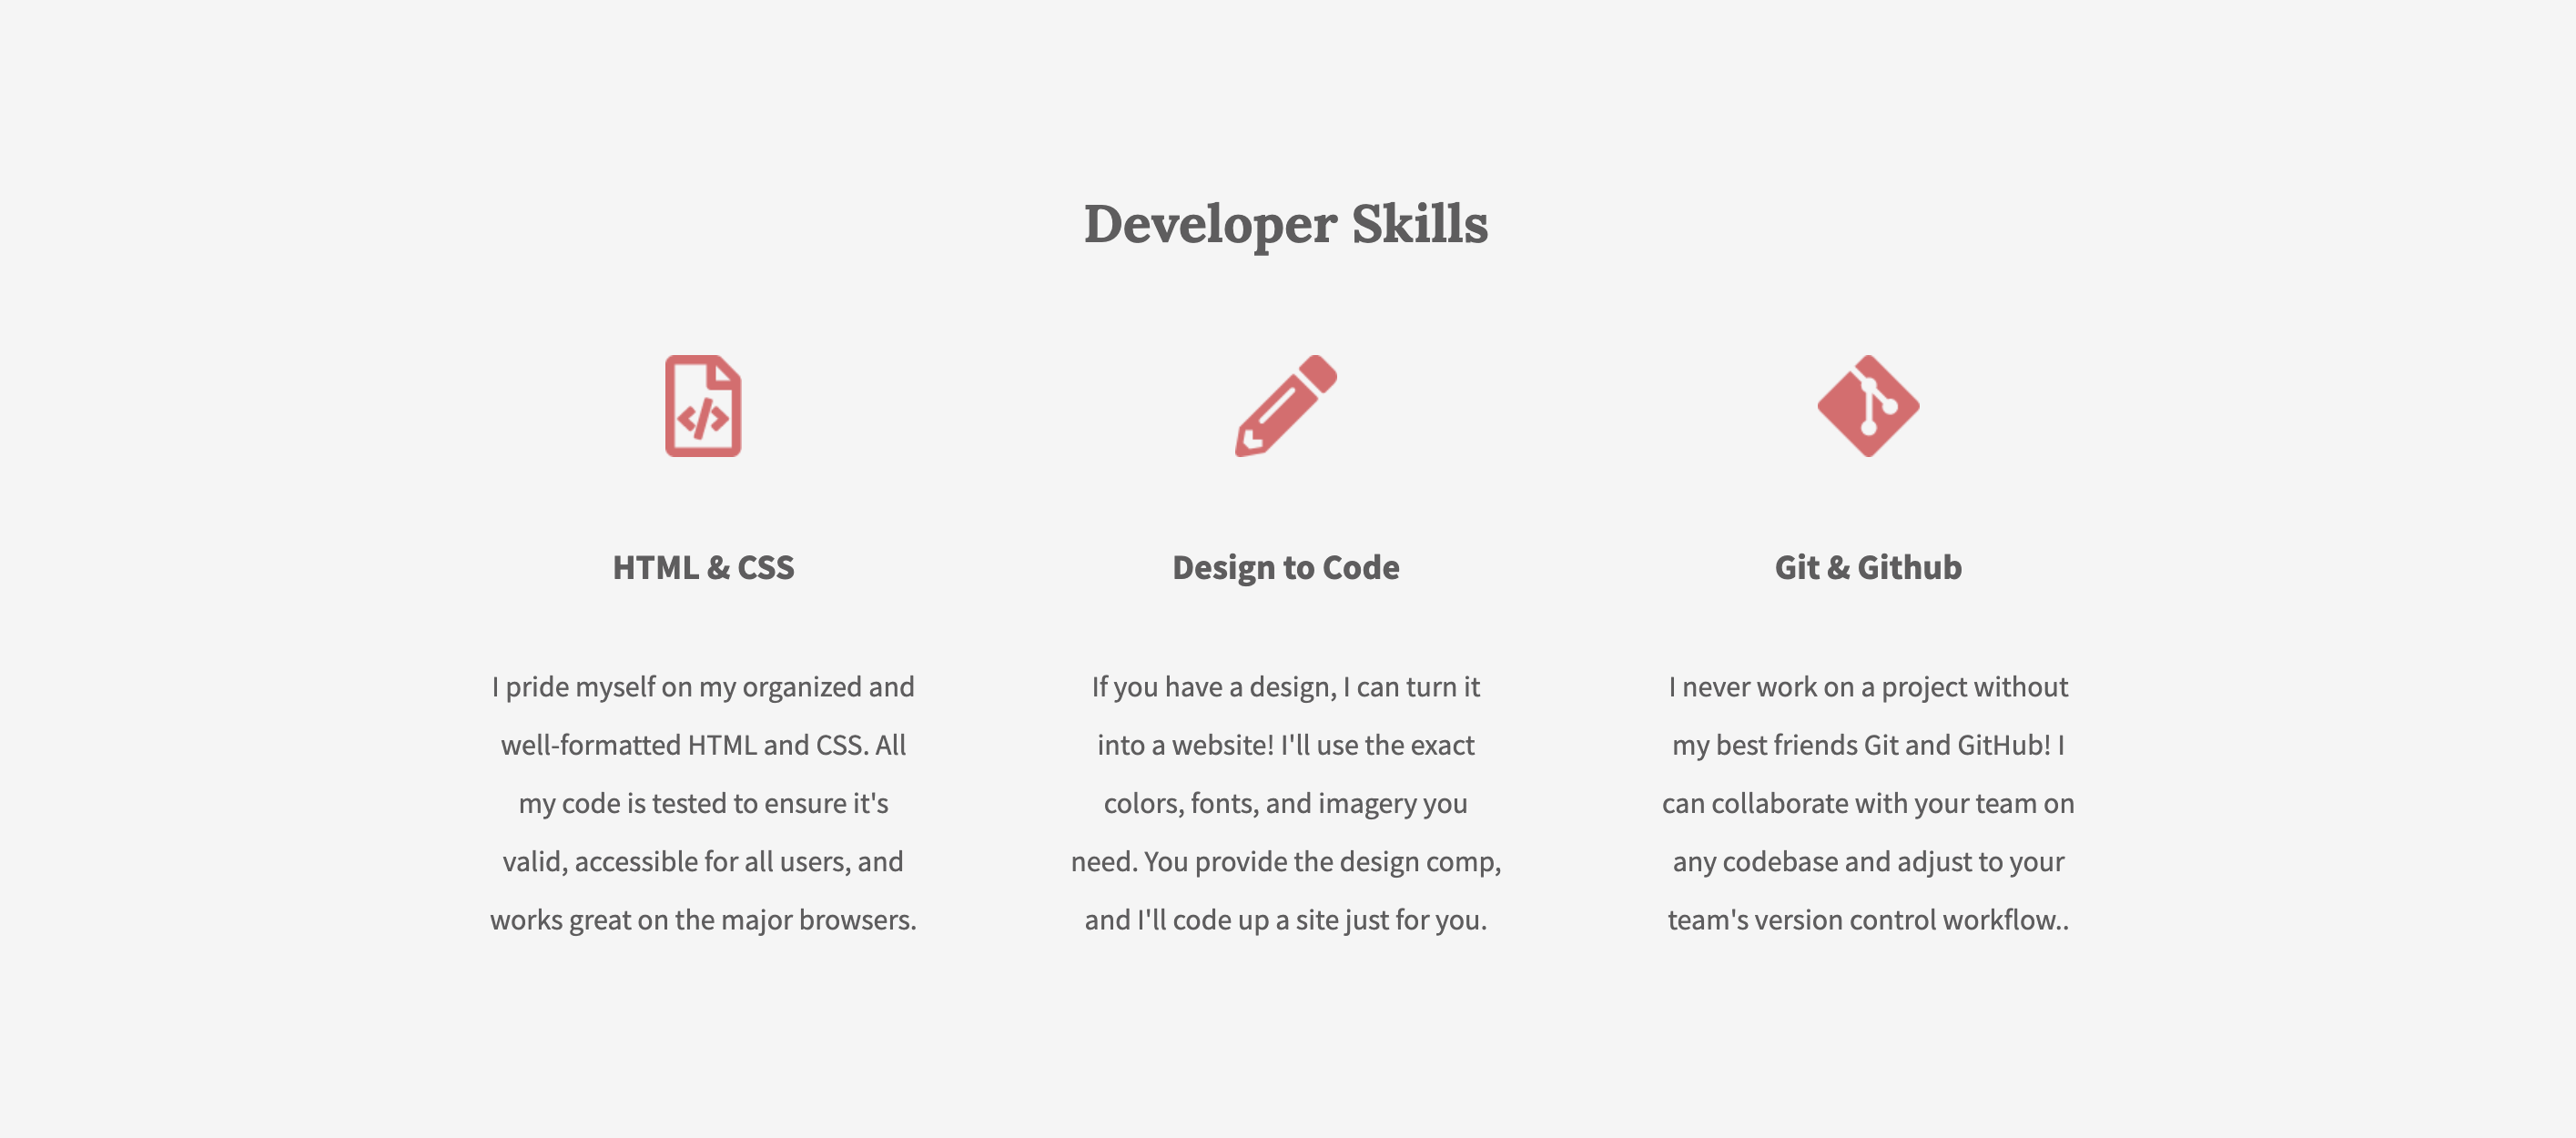 Developer Skills
HTML & CSS
I pride myself on my organized and
well-formatted HTML and CSS. All
my code is tested to ensure it's
valid, accessible for all users, and
works great on the major browsers.
Design to Code
If you have a design, I can turn it
into a website! I'll use the exact
colors, fonts, and imagery you
need. You provide the design comp,
and I'll code up a site just for you.
Git & Github
I never work on a project without
my best friends Git and GitHub! I
can collaborate with your team on
any codebase and adjust to your
team's version control workflow..